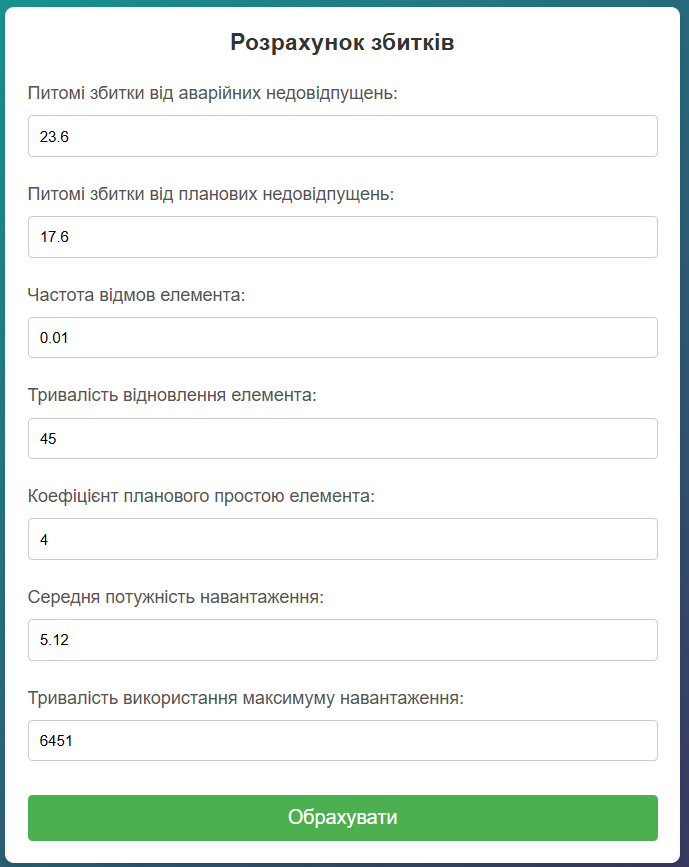 Розрахунок збитків
Питомі збитки від аварійних недовідпущень:
23.6
Питомі збитки від планових недовідпущень:
17.6
Частота відмов елемента:
0.01
Тривалість відновлення елемента:
45
Коефіцієнт планового простою елемента:
4
Середня потужність навантаження:
5.12
Тривалість використання максимуму навантаження:
6451
Обрахувати